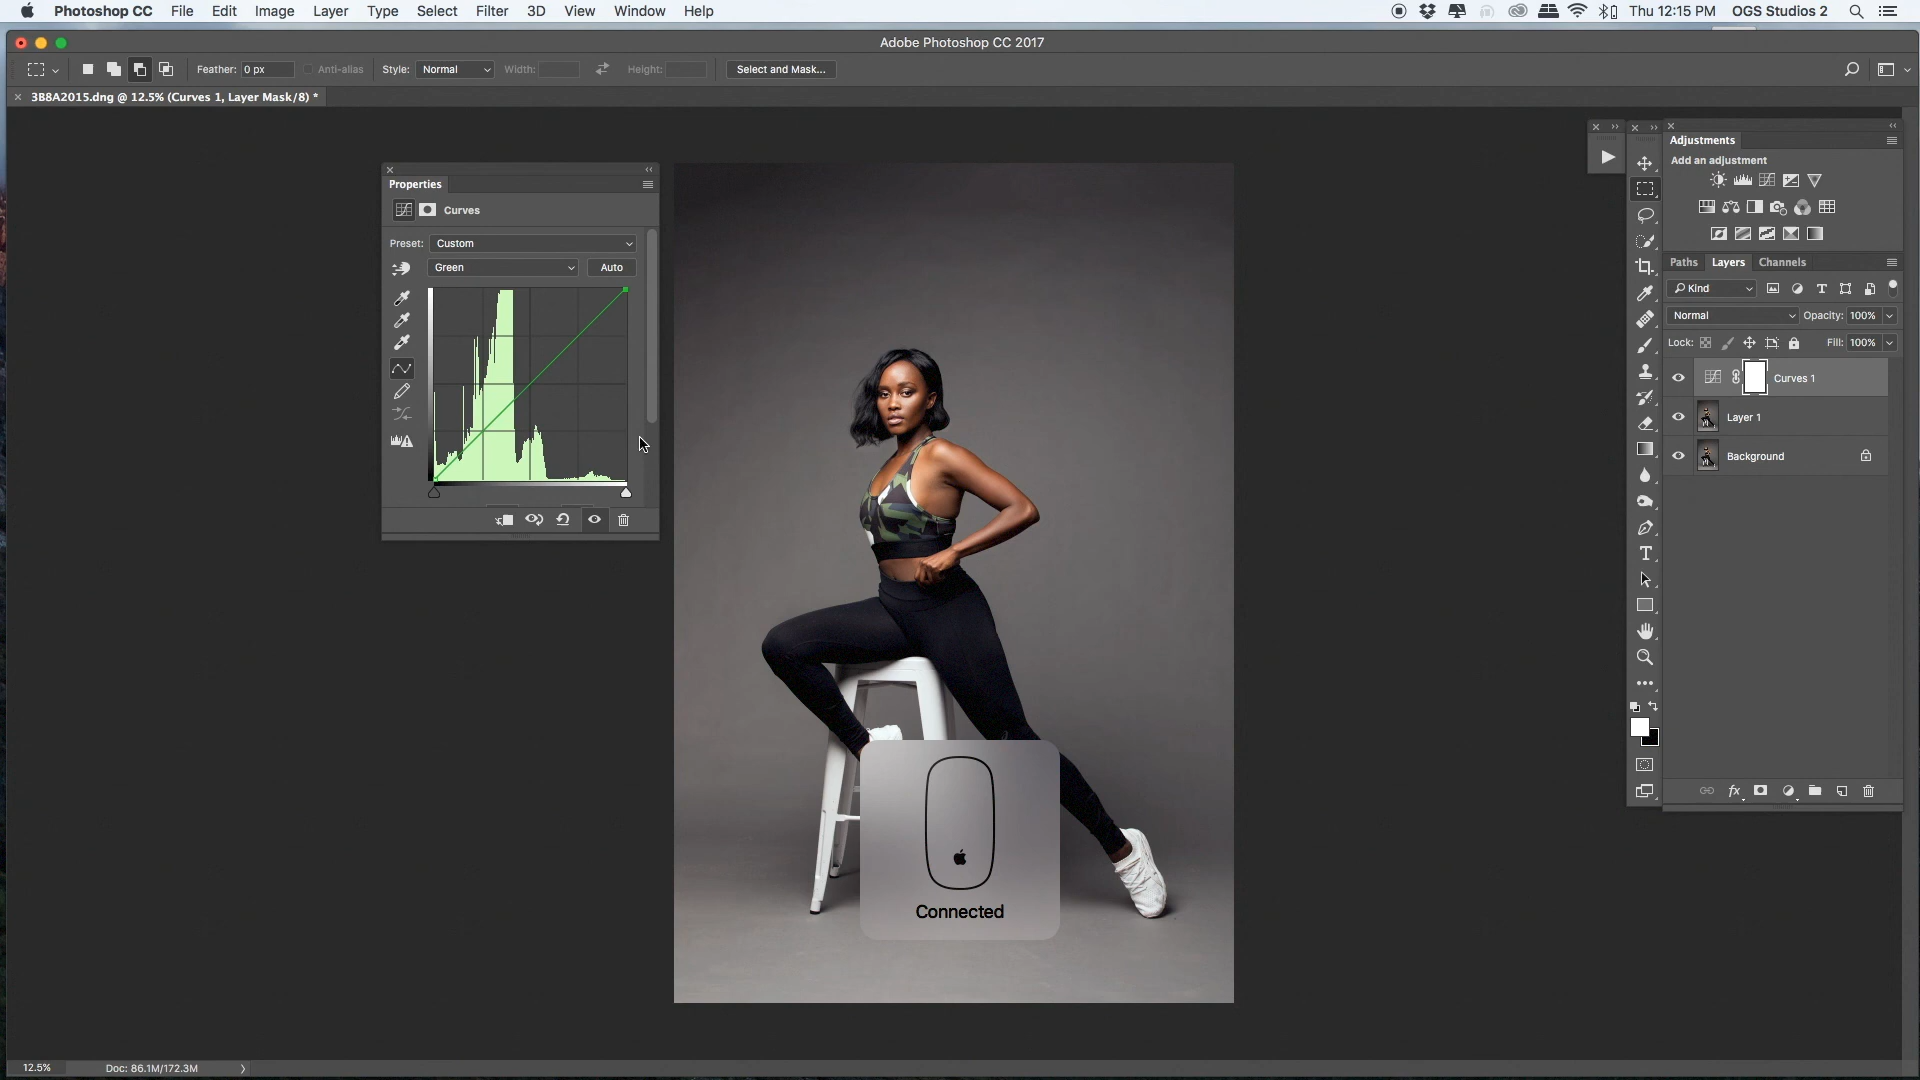 Photoshop CC File Edit Image Layer Type Select Filter 3D View Window Help Thu 12:15 PM OGS Studios 2
Adobe Photoshop CC 2017
Feather: 0 px Anti-alias Style: Normal Width: Height: Select and Mask...
3B8A2015.dng @ 12.5% (Curves 1, Layer Mask/8) *
Properties
Curves
Preset: Custom
Green Auto
Connected
Adjustments
Add an adjustment
Paths Layers Channels
Kind
Normal Opacity: 100%
Lock: Fill: 100%
Curves 1
Layer 1
Background
fx
12.5% Doc: 86.1M/172.3M